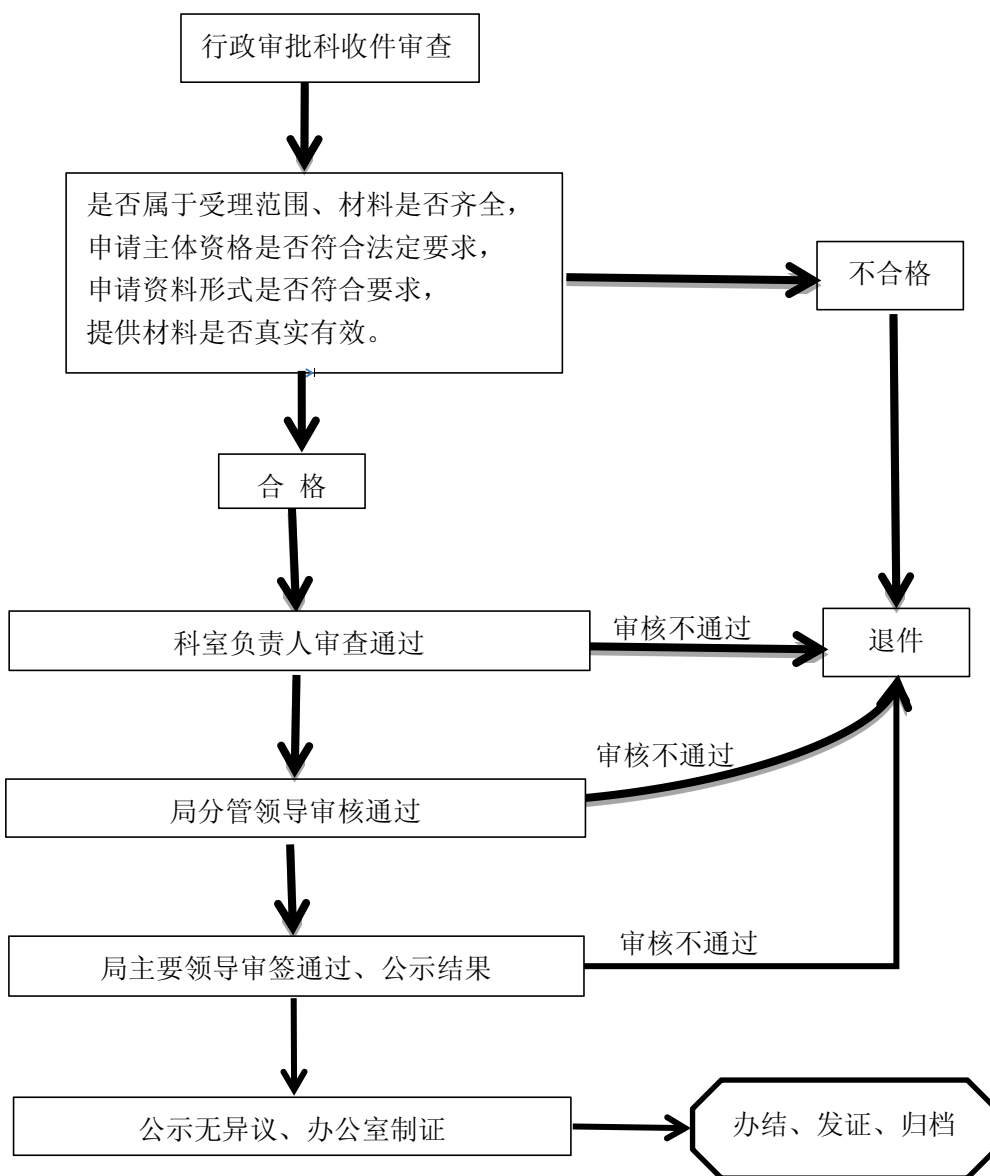 行政审批科收件审查
是否属于受理范围、材料是否齐全，
申请主体资格是否符合法定要求，
申请资料形式是否符合要求，
提供材料是否真实有效。
不合格
合 格
科室负责人审查通过
审核不通过
退件
审核不通过
局分管领导审核通过
审核不通过
局主要领导审签通过、公示结果
公示无异议、办公室制证
办结、发证、归档